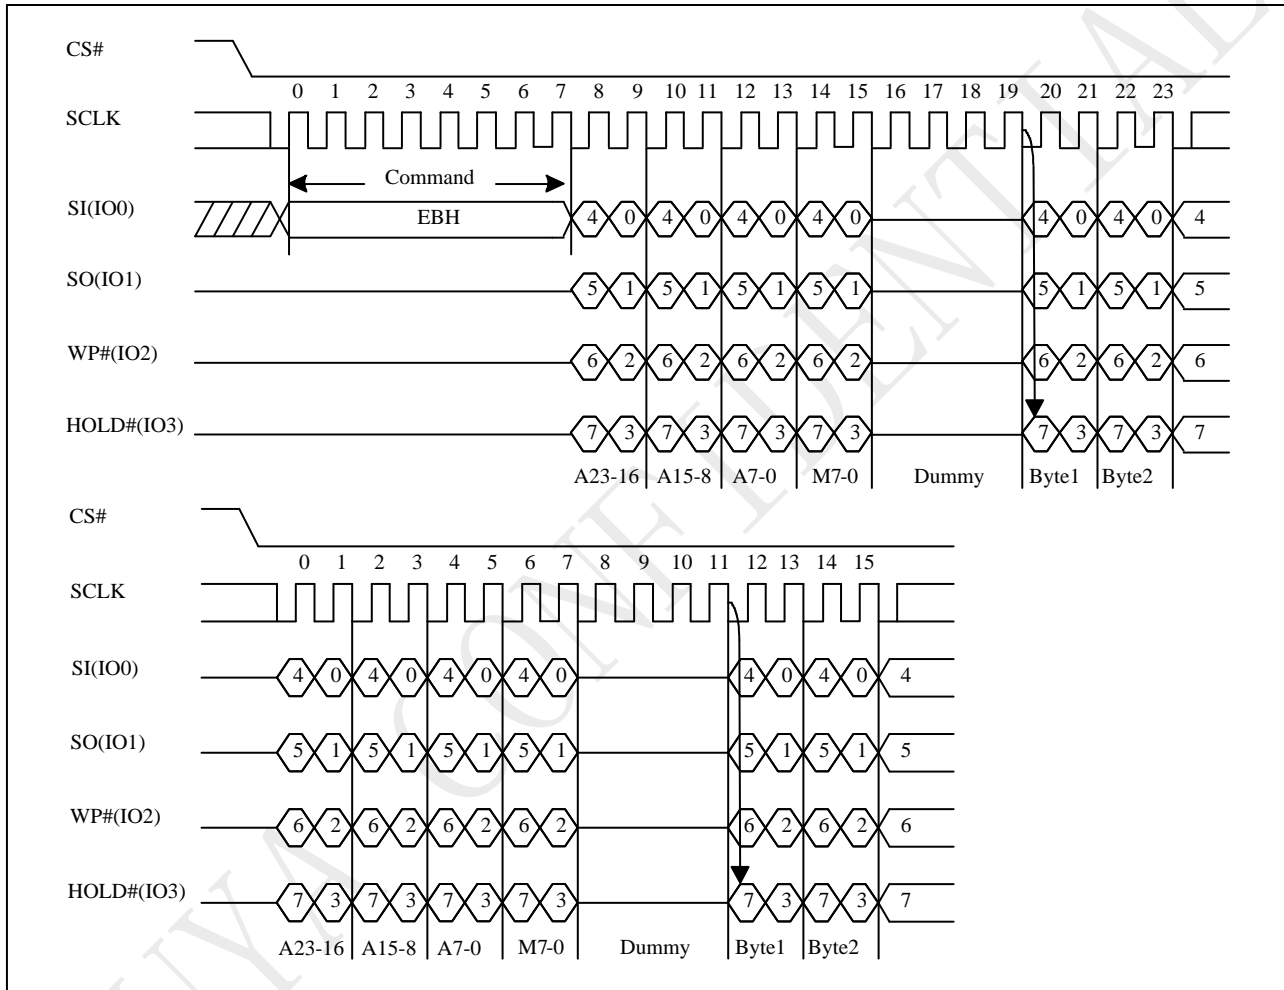 CS#
0 1 2 3 4 5 6 7 8 9 10 11 12 13 14 15 16 17 18 19 20 21 22 23
SCLK
Command
SI(IO0) EBH 4 0 4 0 4 0 4 0 4 0 4 0 4
SO(IO1) 5 1 5 1 5 1 5 1 5 1 5 1 5
WP#(IO2) 6 2 6 2 6 2 6 2 6 2 6 2 6
HOLD#(IO3) 7 3 7 3 7 3 7 3 7 3 7 3 7
A23-16 A15-8 A7-0 M7-0 Dummy Byte1 Byte2
CS#
0 1 2 3 4 5 6 7 8 9 10 11 12 13 14 15
SCLK
SI(IO0) 4 0 4 0 4 0 4 0 4 0 4 0 4
SO(IO1) 5 1 5 1 5 1 5 1 5 1 5 1 5
WP#(IO2) 6 2 6 2 6 2 6 2 6 2 6 2 6
HOLD#(IO3) 7 3 7 3 7 3 7 3 7 3 7 3 7
A23-16 A15-8 A7-0 M7-0 Dummy Byte1 Byte2
CONFIDENTIAL